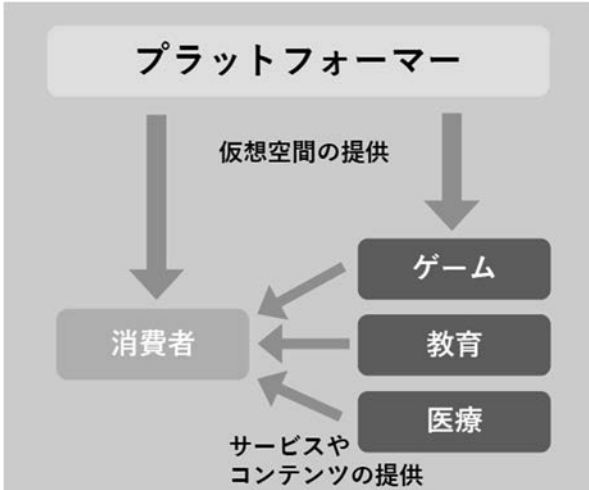 プラットフォーマー
仮想空間の提供
ゲーム
消費者
教育
医療
サービスや
コンテンツの提供